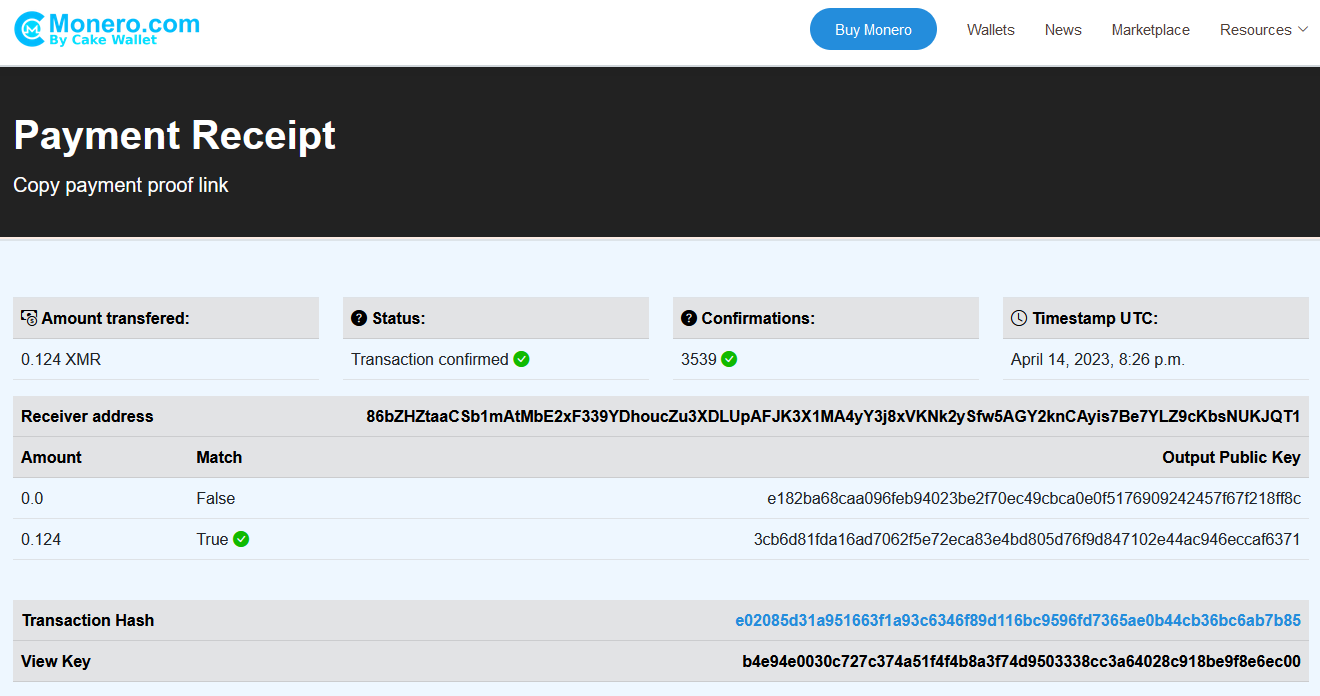 Monero.com
By Cake Wallet
Buy Monero
Wallets
News
Marketplace
Resources
Payment Receipt
Copy payment proof link
Amount transfered:
Status:
Confirmations:
Timestamp UTC:
0.124 XMR
Transaction confirmed
3539
April 14, 2023, 8:26 p.m.
Receiver address 86bZHZtaaCSb1mAtMbE2xF339YDhoucZu3XDLUpAFJK3X1MA4yY3j8xVKNk2ySfw5AGY2knCAyis7Be7YLZ9cKbsNUKJQT1
Amount Match Output Public Key
0.0 False e182ba68caa096feb94023be2f70ec49cbca0e0f5176909242457f67f218ff8c
0.124 True 3cb6d81fda16ad7062f5e72eca83e4bd805d76f9d847102e44ac946eccaf6371
Transaction Hash e02085d31a951663f1a93c6346f89d116bc9596fd7365ae0b44cb36bc6ab7b85
View Key b4e94e0030c727c374a51f4f4b8a3f74d9503338cc3a64028c918be9f8e6ec00